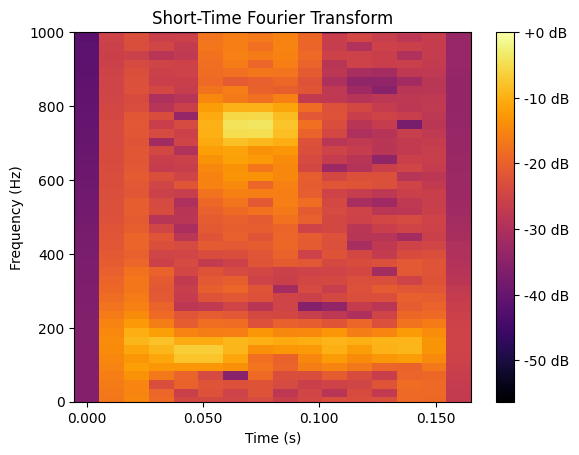 Short-Time Fourier Transform
1000
800
600
400
200
0
Frequency (Hz)
0.000
0.050
0.100
0.150
Time (s)
+0 dB
-10 dB
-20 dB
-30 dB
-40 dB
-50 dB